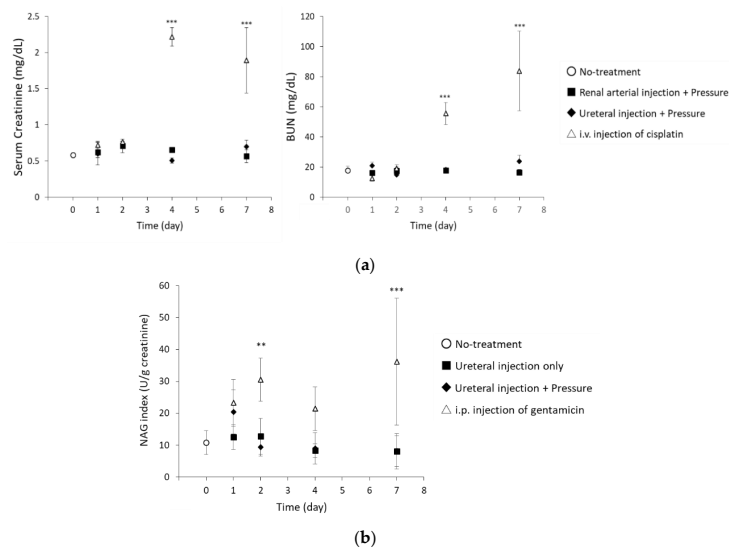 ***
***
2.5
2
1.5
1
0.5
0
Serum Creatinine (mg/dL)
0 1 2 3 4 5 6 7 8
Time (day)
***
***
120
100
80
60
40
20
0
BUN (mg/dL)
0 1 2 3 4 5 6 7 8
Time (day)
No-treatment
Renal arterial injection + Pressure
Ureteral injection + Pressure
i.v. injection of cisplatin
(a)
**
***
60
50
40
30
20
10
0
NAG index (U/g creatinine)
0 1 2 3 4 5 6 7 8
Time (day)
No-treatment
Ureteral injection only
Ureteral injection + Pressure
i.p. injection of gentamicin
(b)